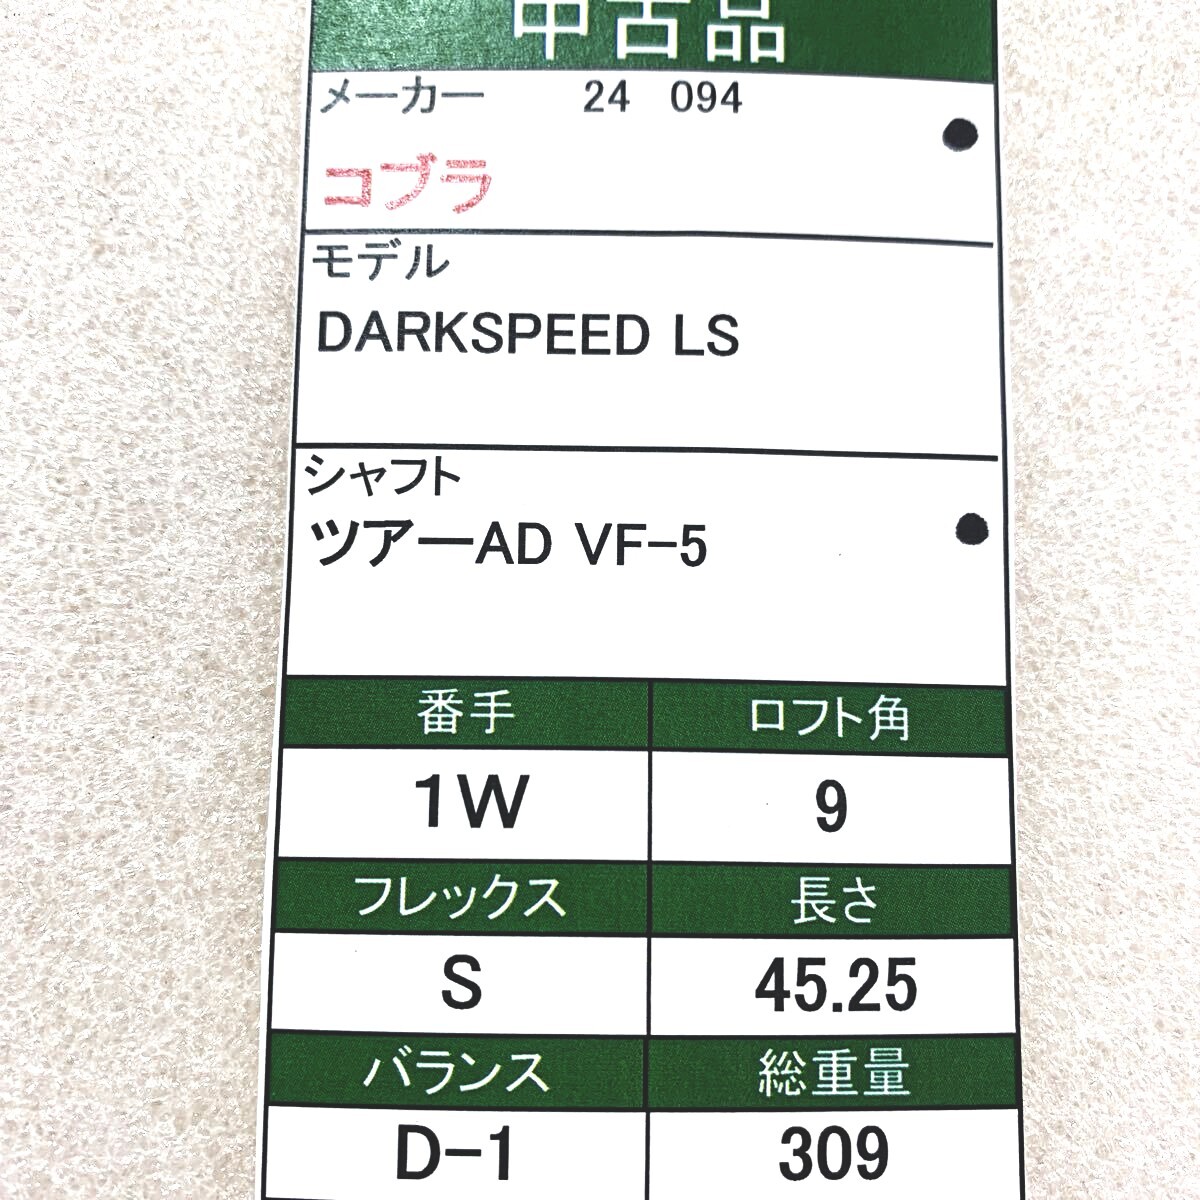 中古品
メーカー 24 094
コブラ
モデル
DARKSPEED LS
シャフト
ツアーAD VF-5
番手 ロフト角
1W 9
フレックス 長さ
S 45.25
バランス 総重量
D-1 309